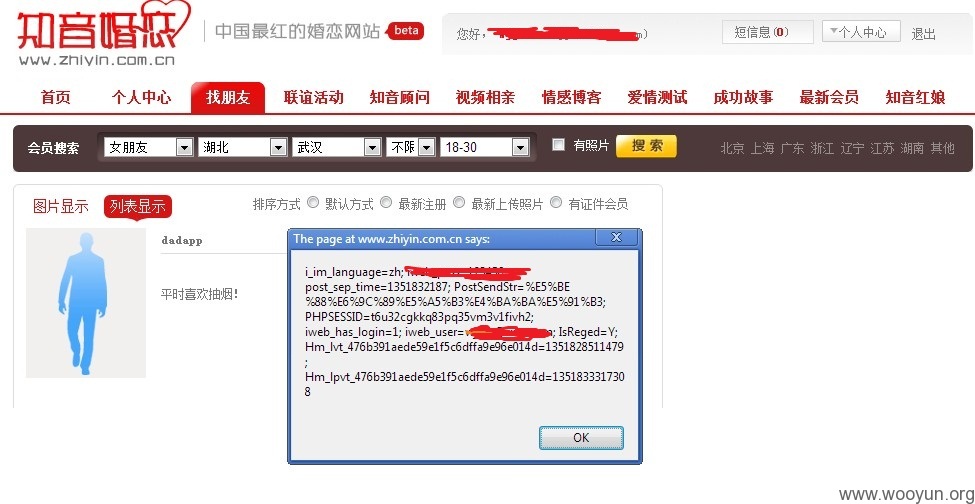 知音婚恋
www.zhiyin.com.cn
中国最红的婚恋网站 beta
您好，
短信息(0) 个人中心 退出
首页 个人中心 找朋友 联谊活动 知音顾问 视频相亲 情感博客 爱情测试 成功故事 最新会员 知音红娘
会员搜索 女朋友 湖北 武汉 不限 18-30 有照片 搜 索 北京 上海 广东 浙江 辽宁 江苏 湖南 其他
图片显示 列表显示 排序方式 默认方式 最新注册 最新上传照片 有证件会员
dadapp
平时喜欢抽烟！
The page at www.zhiyin.com.cn says:
i_im_language=zh;
post_sep_time=1351832187; PostSendStr=%E5%BE
%88%E6%9C%89%E5%A5%B3%E4%BA%BA%E5%91%B3;
PHPSESSID=t6u32cgkkq83pq35vm3v1fivh2;
iweb_has_login=1; iweb_user= ; IsReged=Y;
Hm_lvt_476b391aede59e1f5c6dffa9e96e014d=1351828511479
;
Hm_lpvt_476b391aede59e1f5c6dffa9e96e014d=135183331730
8
OK
www.wooyun.org